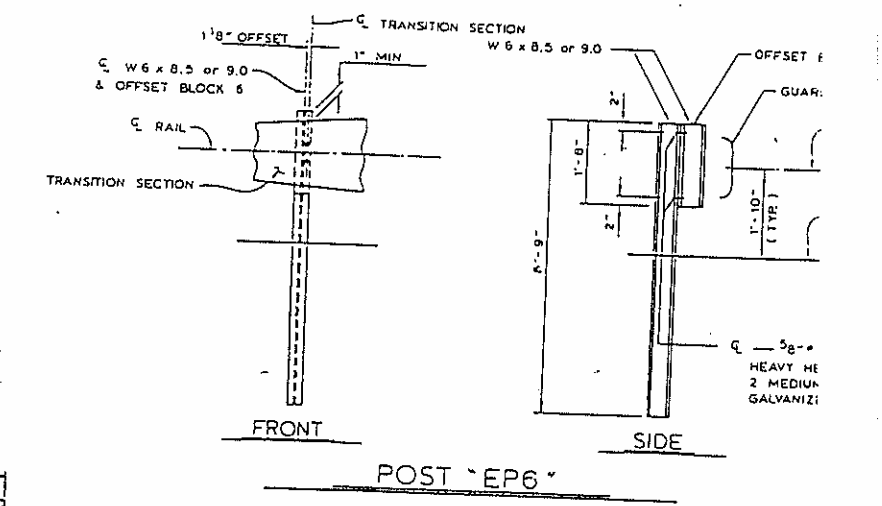 ℄ TRANSITION SECTION
1 1/8" OFFSET
1" MIN
℄ W 6 x 8.5 or 9.0
& OFFSET BLOCK 6
℄ RAIL
TRANSITION SECTION
FRONT
W 6 x 8.5 or 9.0
OFFSET
GUAR
2"
1'-8"
2"
1'-10"
(TYP.)
℄
HEAVY HE
2 MEDIUM
GALVANIZI
SIDE
POST "EP6"